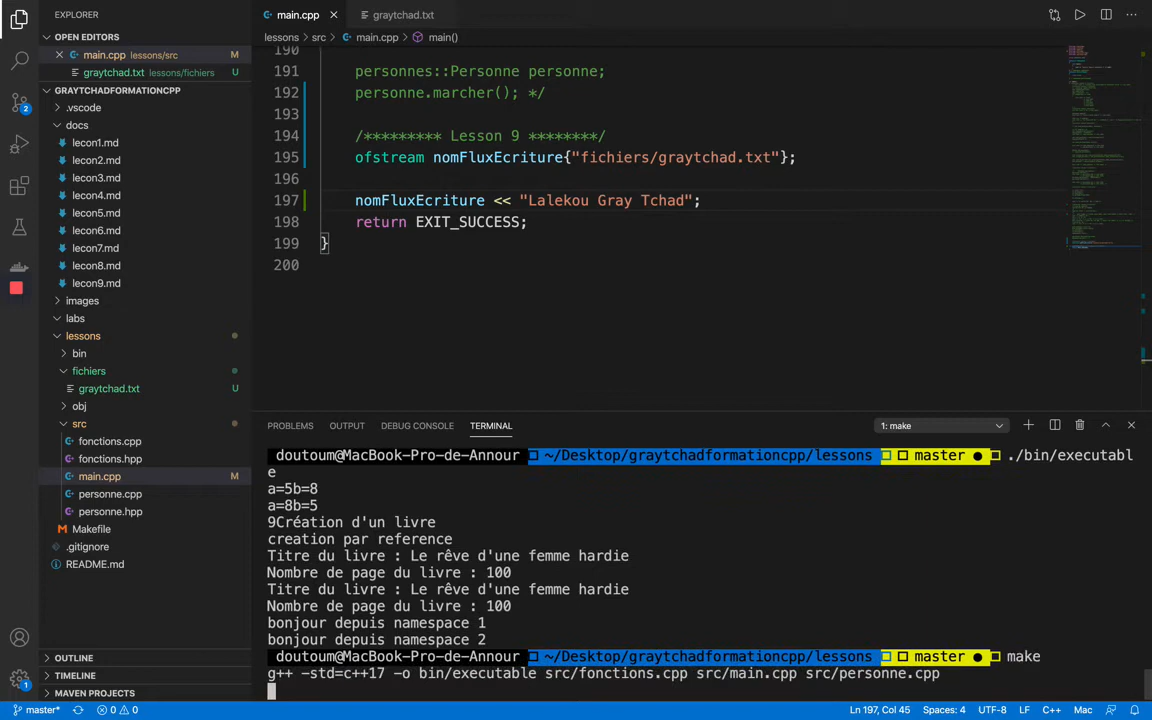 EXPLORER
main.cpp
graytchad.txt
OPEN EDITORS
lessons > src > main.cpp > main()
main.cpp lessons/src M
graytchad.txt lessons/fichiers U
GRAYTCHADFORMATIONCPP
.vscode
docs
lecon1.md
lecon2.md
lecon3.md
lecon4.md
lecon5.md
lecon6.md
lecon7.md
lecon8.md
lecon9.md
images
labs
lessons
bin
fichiers
graytchad.txt U
obj
src
fonctions.cpp
fonctions.hpp
main.cpp M
personne.cpp
personne.hpp
Makefile
.gitignore
README.md
OUTLINE
TIMELINE
MAVEN PROJECTS
2
1
190
191 personnes::Personne personne;
192 personne.marcher(); */
193
194 /********* Lesson 9 ********/
195 ofstream nomFluxEcriture{"fichiers/graytchad.txt"};
196
197 nomFluxEcriture << "Lalekou Gray Tchad";
198 return EXIT_SUCCESS;
199 }
200
PROBLEMS OUTPUT DEBUG CONSOLE TERMINAL 1: make
doutoum@MacBook-Pro-de-Annour ~/Desktop/graytchadformationcpp/lessons master ● ./bin/executabl
e
a=5b=8
a=8b=5
9Création d'un livre
creation par reference
Titre du livre : Le rêve d'une femme hardie
Nombre de page du livre : 100
Titre du livre : Le rêve d'une femme hardie
Nombre de page du livre : 100
bonjour depuis namespace 1
bonjour depuis namespace 2
doutoum@MacBook-Pro-de-Annour ~/Desktop/graytchadformationcpp/lessons master ● make
g++ -std=c++17 -o bin/executable src/fonctions.cpp src/main.cpp src/personne.cpp
master* 0 0 Ln 197, Col 45 Spaces: 4 UTF-8 LF C++ Mac